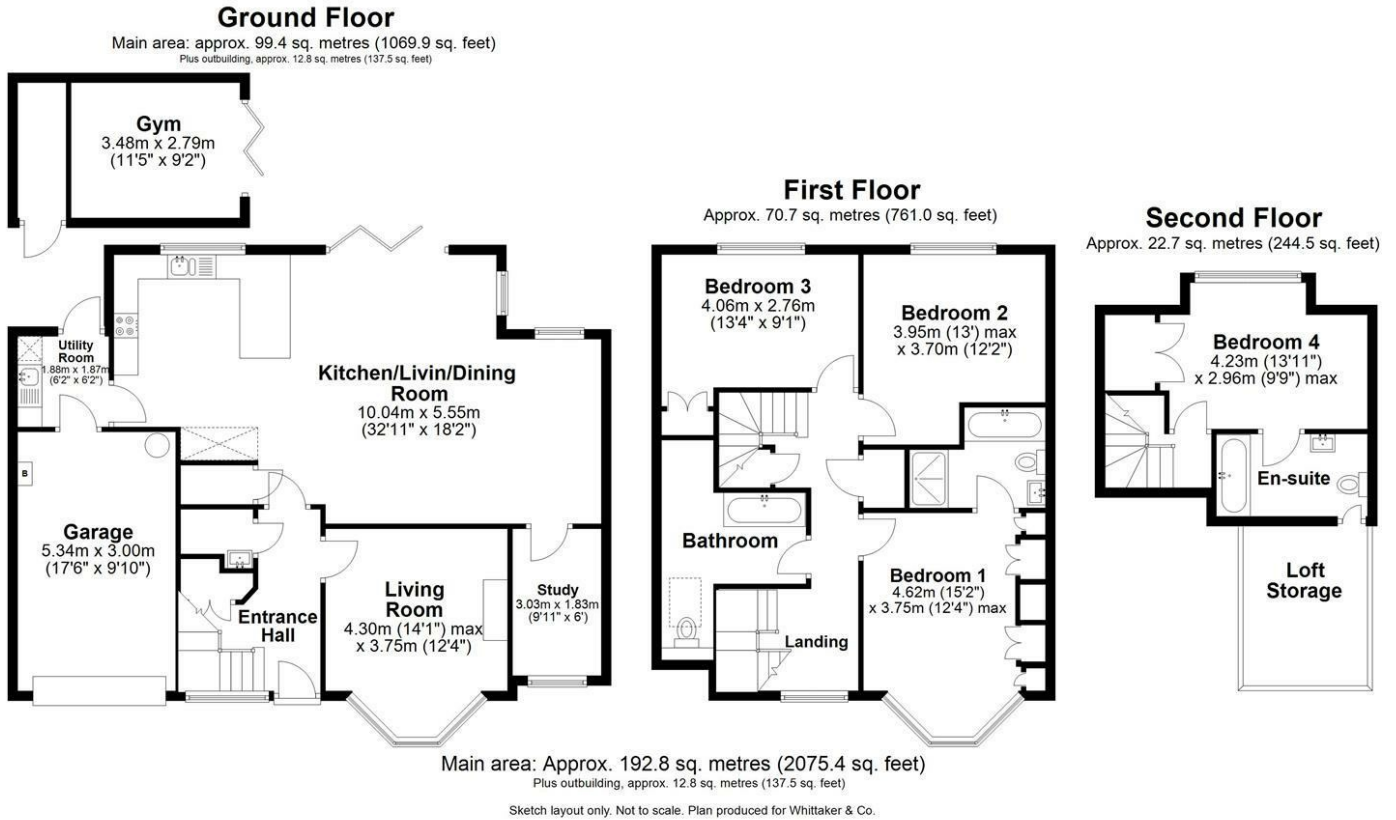 Ground Floor
Main area: approx. 99.4 sq. metres (1069.9 sq. feet)
Plus outbuilding, approx. 12.8 sq. metres (137.5 sq. feet)
Gym
3.48m x 2.79m
(11'5" x 9'2")
Utility
Room
1.88m x 1.87m
(6'2" x 6'2")
Kitchen/Livin/Dining
Room
10.04m x 5.55m
(32'11" x 18'2")
B
Garage
5.34m x 3.00m
(17'6" x 9'10")
Entrance
Hall
Living
Room
4.30m (14'1") max
x 3.75m (12'4")
Study
3.03m x 1.83m
(9'11" x 6')
First Floor
Approx. 70.7 sq. metres (761.0 sq. feet)
Bedroom 3
4.06m x 2.76m
(13'4" x 9'1")
Bedroom 2
3.95m (13') max
x 3.70m (12'2")
Bathroom
Bedroom 1
4.62m (15'2")
x 3.75m (12'4") max
Landing
Second Floor
Approx. 22.7 sq. metres (244.5 sq. feet)
Bedroom 4
4.23m (13'11")
x 2.96m (9'9") max
En-suite
Loft
Storage
Main area: Approx. 192.8 sq. metres (2075.4 sq. feet)
Plus outbuilding, approx. 12.8 sq. metres (137.5 sq. feet)
Sketch layout only. Not to scale. Plan produced for Whittaker & Co.